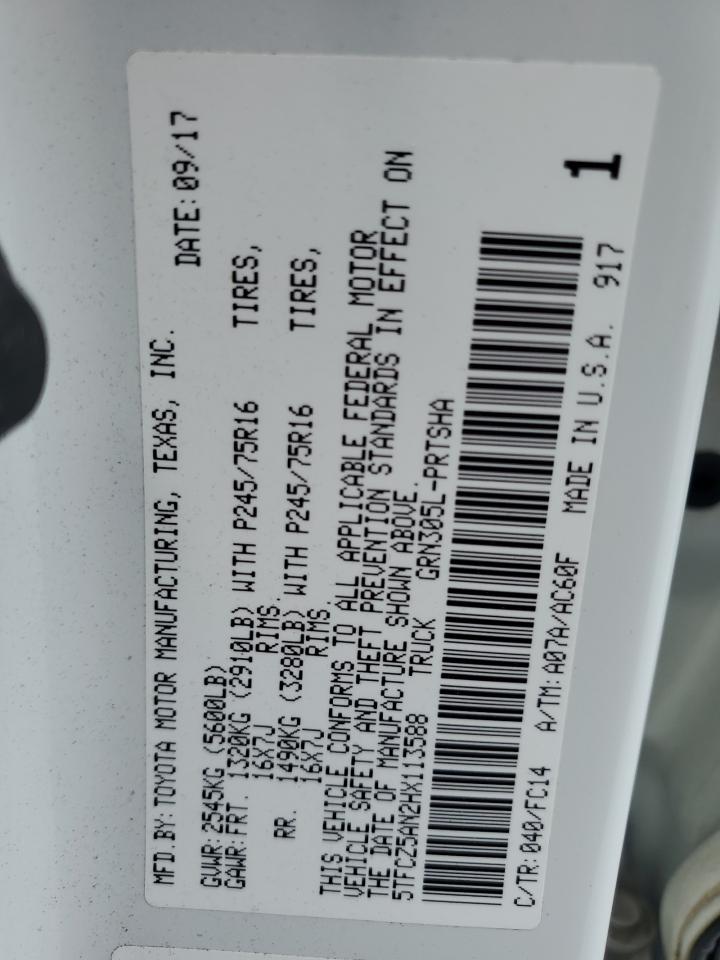 MFD.BY: TOYOTA MOTOR MANUFACTURING, TEXAS, INC.
DATE: 09/17
GVWR: 2545KG (5600LB)
GAWR: FRT. 1320KG (2910LB) WITH P245/75R16 TIRES,
16X7J RIMS.
RR. 1490KG (3280LB) WITH P245/75R16 TIRES,
16X7J RIMS.
THIS VEHICLE CONFORMS TO ALL APPLICABLE FEDERAL MOTOR
VEHICLE SAFETY AND THEFT PREVENTION STANDARDS IN EFFECT ON
THE DATE OF MANUFACTURE SHOWN ABOVE.
5TFCZ5AN2HX113588 TRUCK GRN305L-PRTSHA
1
C/TR: 040/FC14 A/TM: A07A/AC60F MADE IN U.S.A. 917